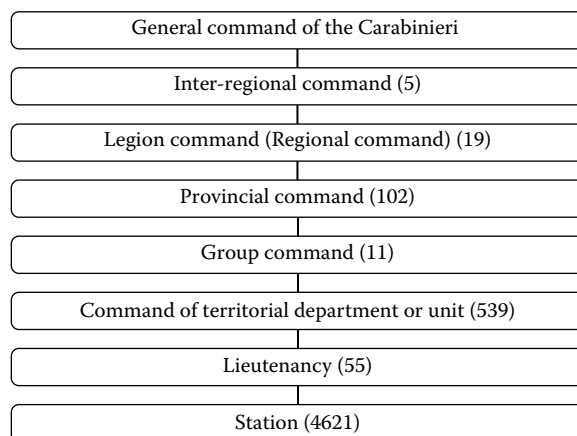 General command of the Carabinieri
Inter-regional command (5)
Legion command (Regional command) (19)
Provincial command (102)
Group command (11)
Command of territorial department or unit (539)
Lieutenancy (55)
Station (4621)